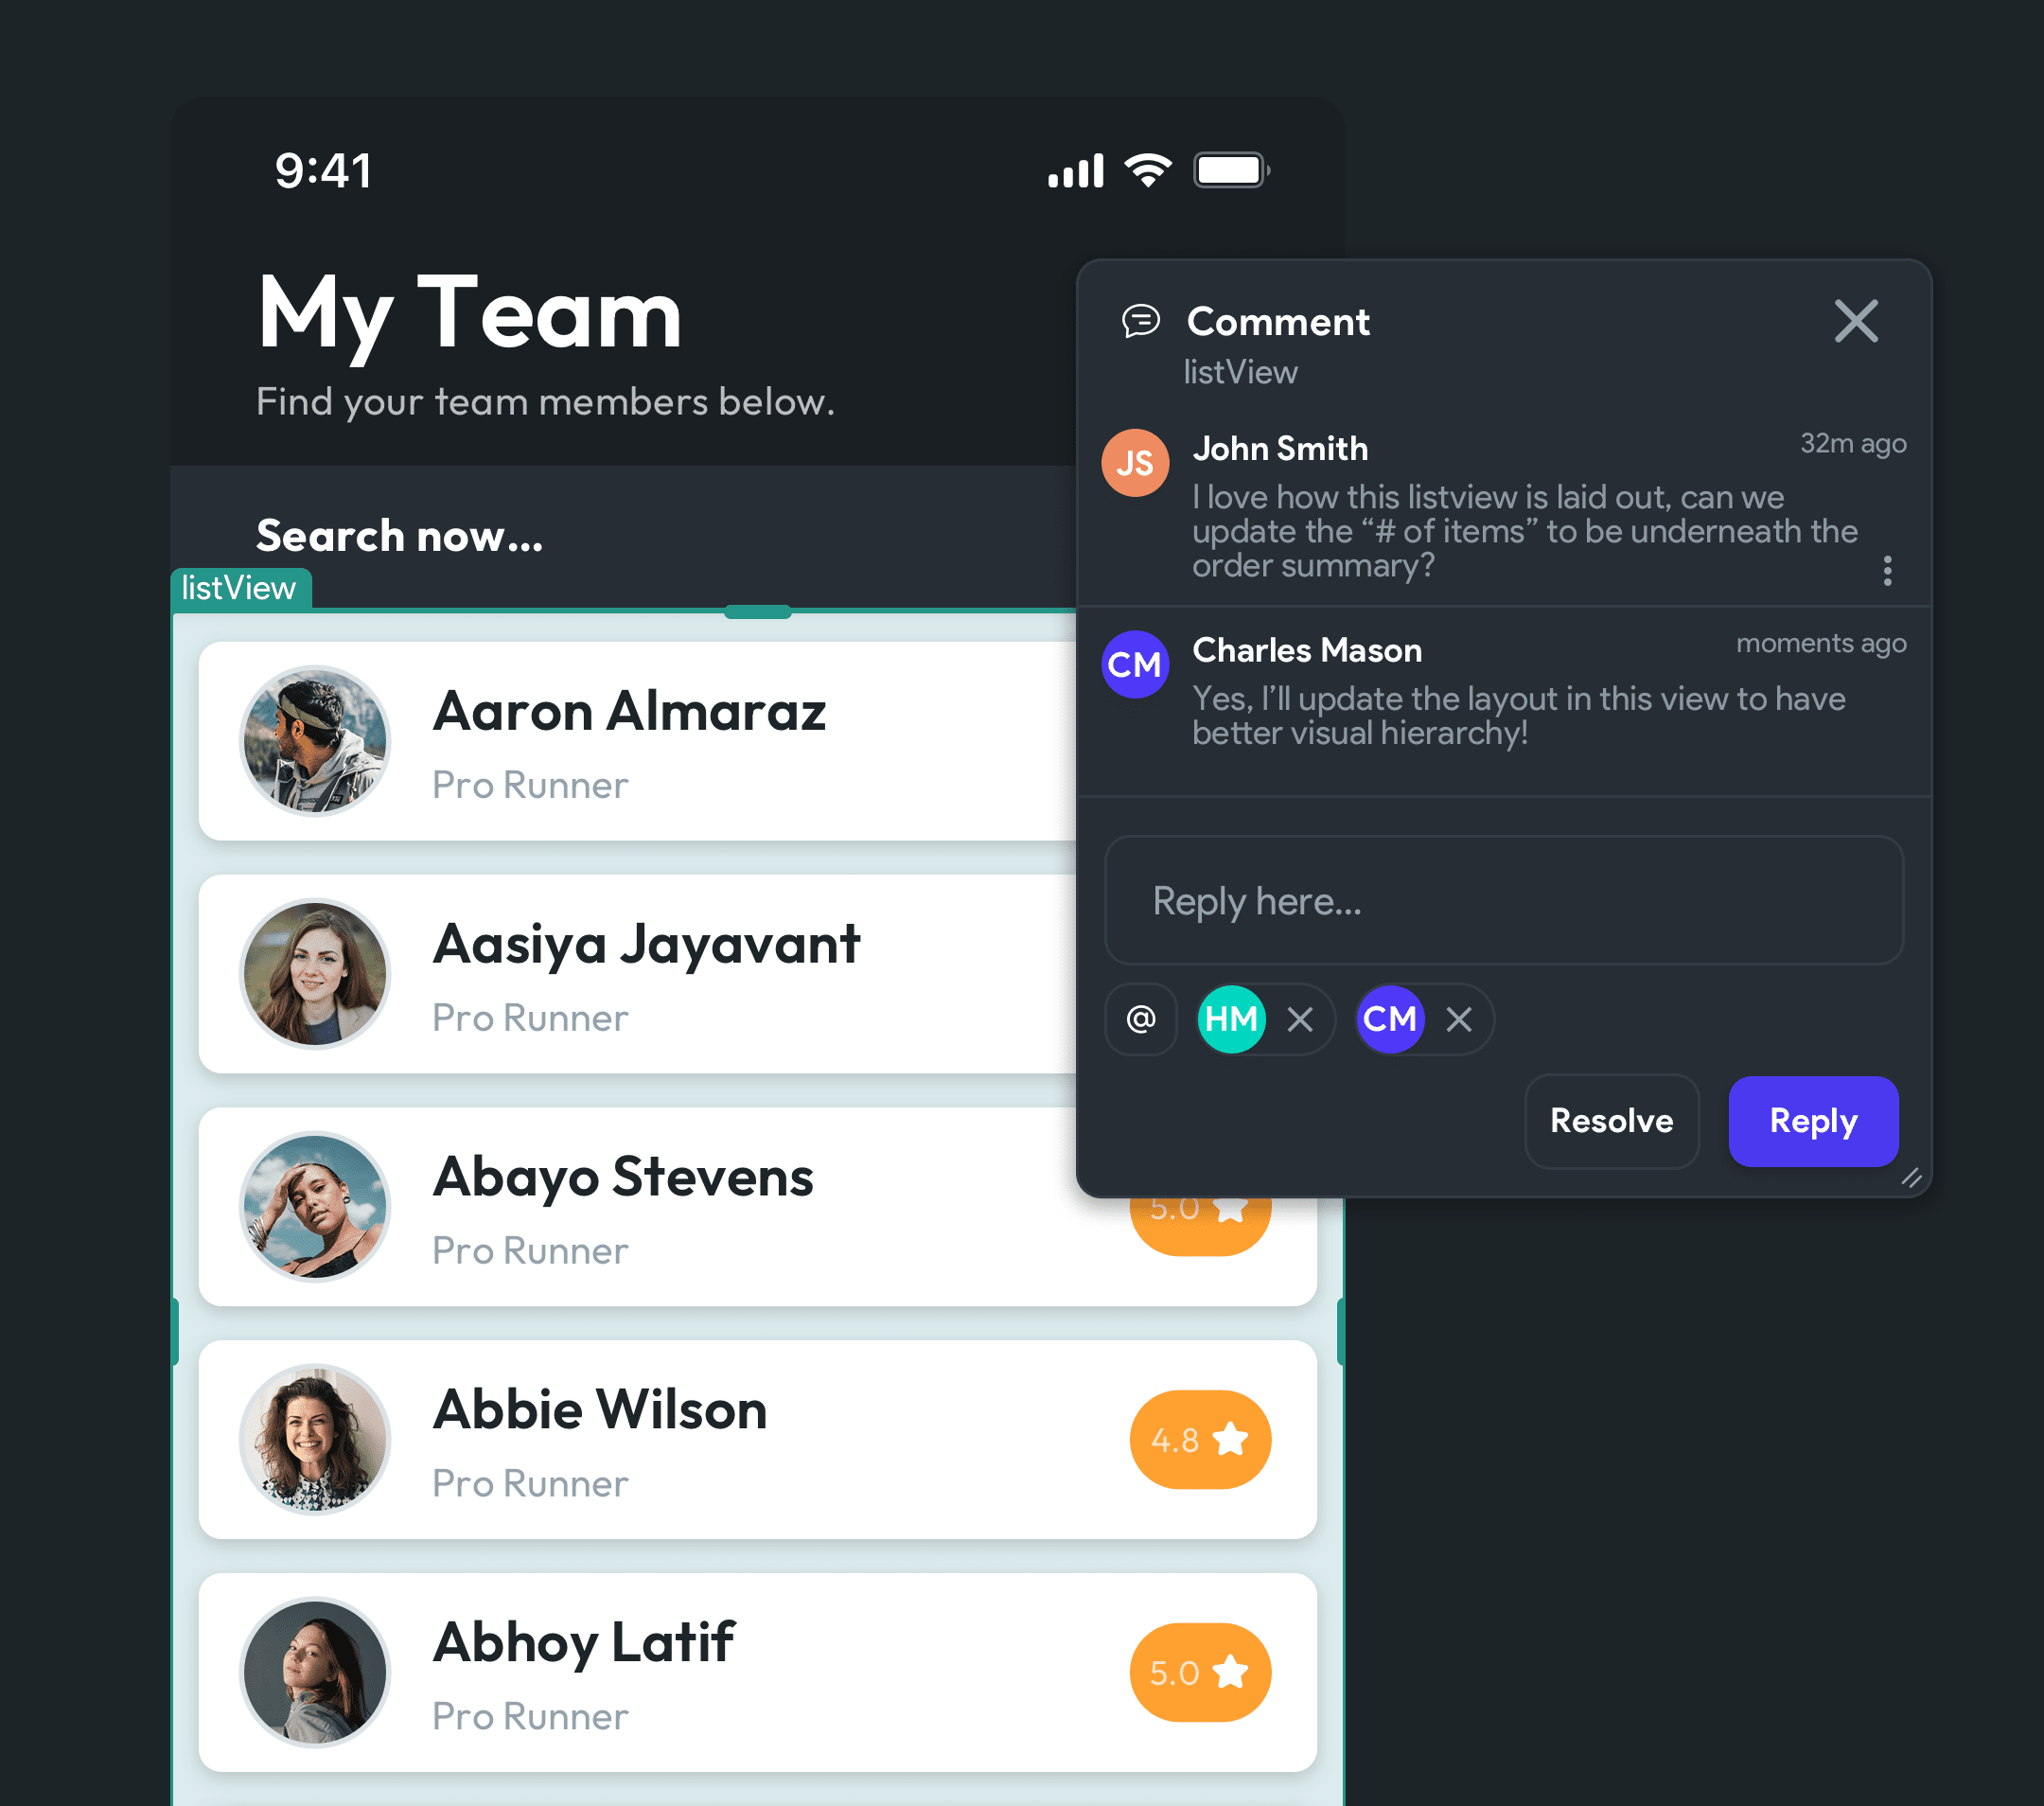 9:41
My Team
Find your team members below.
Search now...
listView
Aaron Almaraz
Pro Runner
Aasiya Jayavant
Pro Runner
Abayo Stevens
Pro Runner
5.0
Abbie Wilson
Pro Runner
4.8
Abhoy Latif
Pro Runner
5.0
Comment
listView
JS
John Smith
32m ago
I love how this listview is laid out, can we
update the “# of items” to be underneath the
order summary?
CM
Charles Mason
moments ago
Yes, I’ll update the layout in this view to have
better visual hierarchy!
Reply here...
@
HM
CM
Resolve
Reply